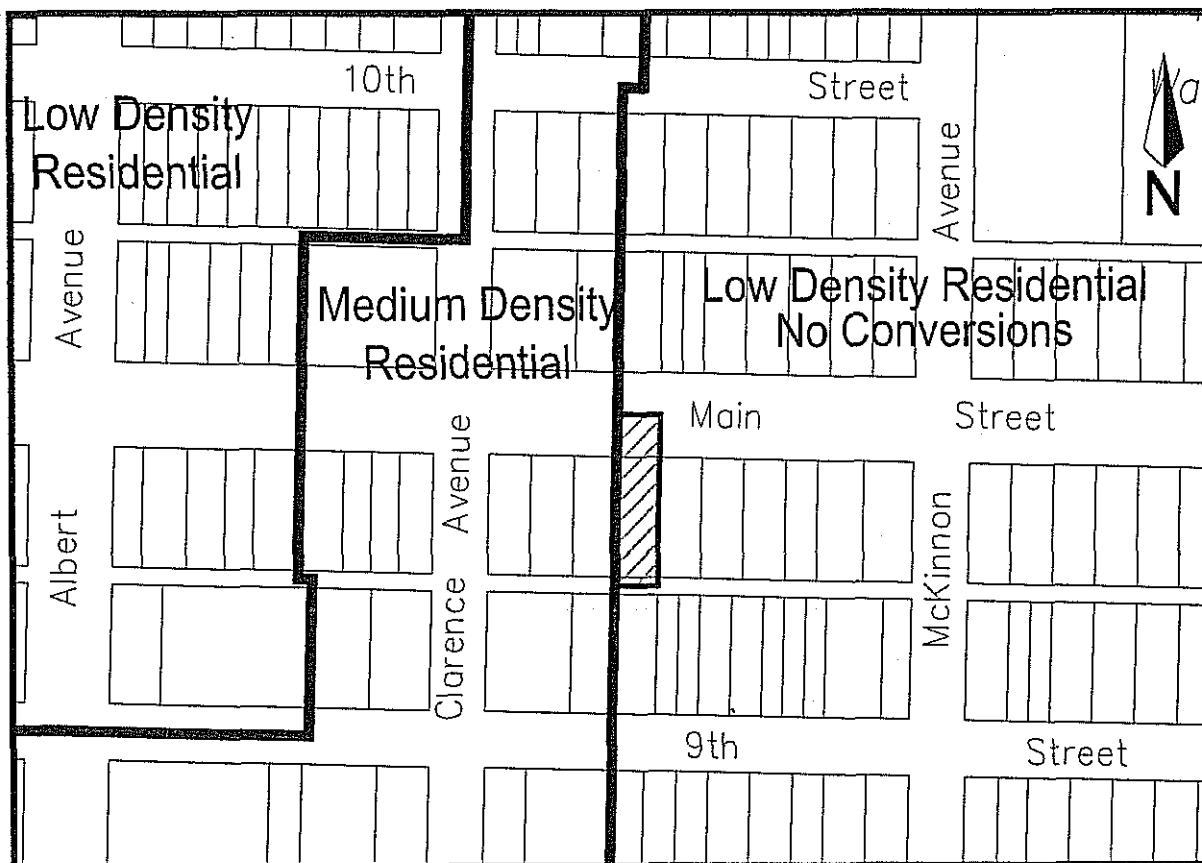 10th
Street
Low Density
Residential
Avenue
N
Avenue
Medium Density
Residential
Low Density Residential
No Conversions
Main
Street
Avenue
Albert
McKinnon
Clarence
9th
Street